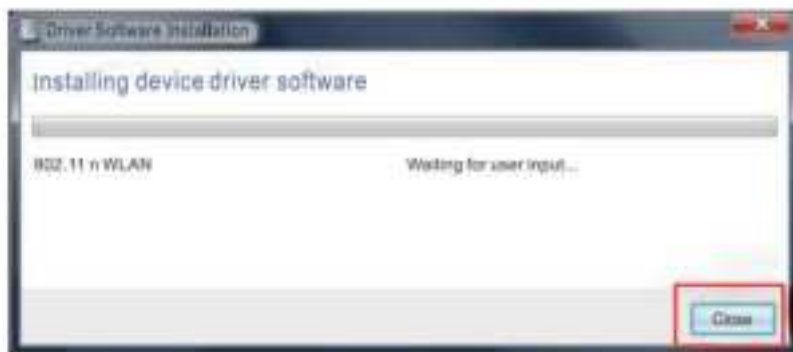 Driver Software Installation
Installing device driver software
802.11 n WLAN
Waiting for user input...
Close